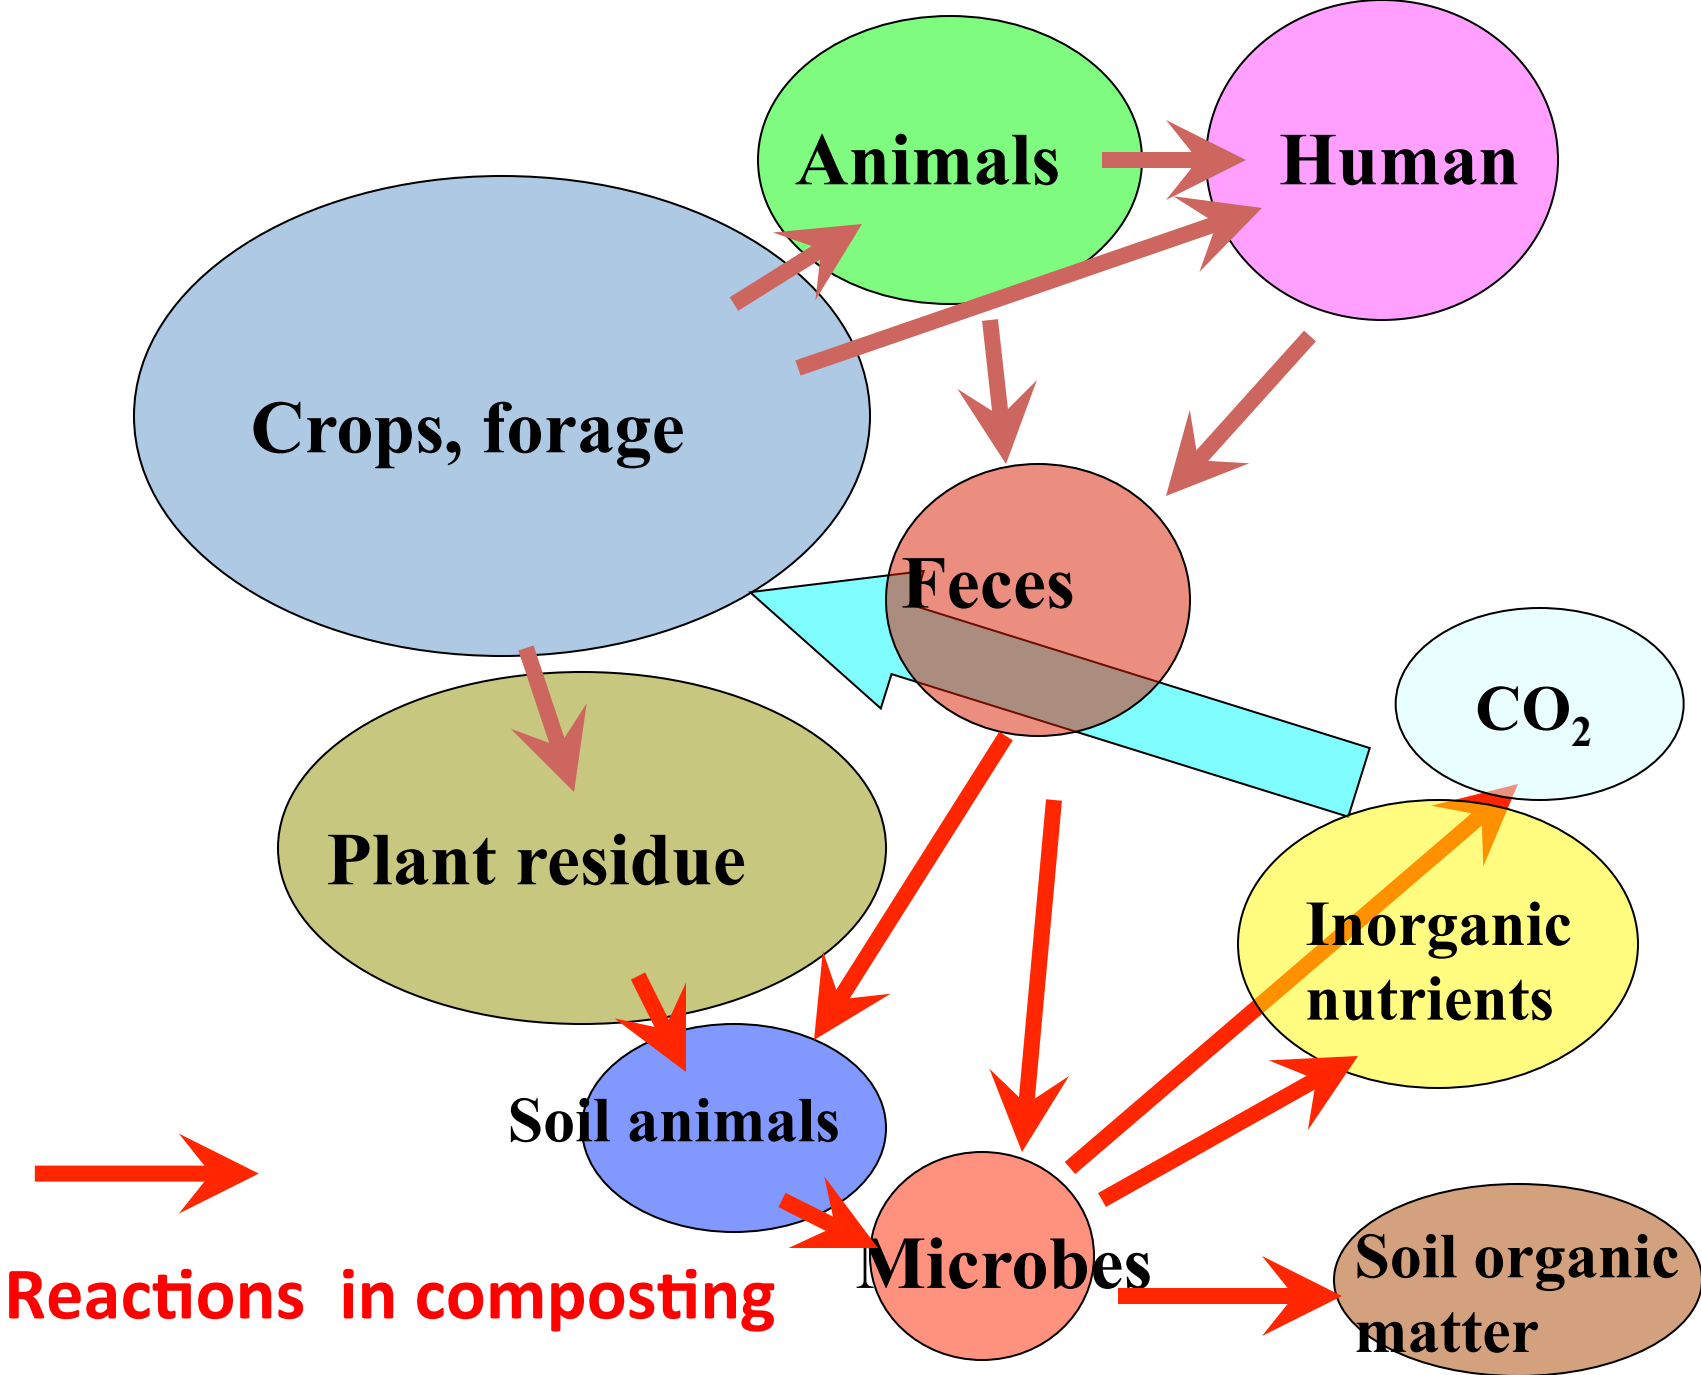 Animals
Human
Crops, forage
Feces
CO₂
Plant residue
Inorganic
nutrients
Soil animals
Microbes
Soil organic
matter
Reactions in composting